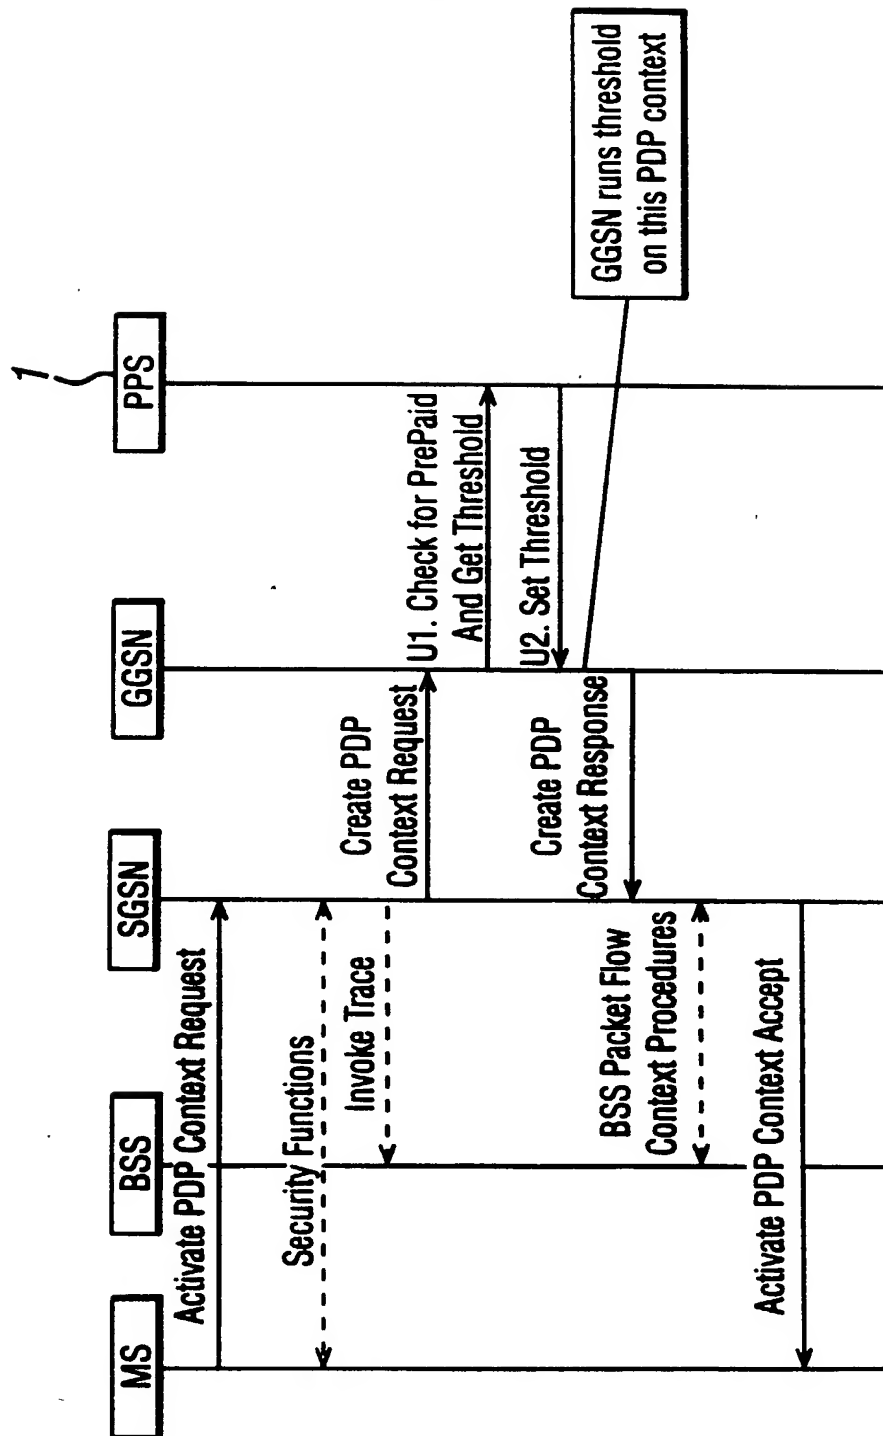 MS
BSS
SGSN
GGSN
PPS
1
Activate PDP Context Request
Security Functions
Invoke Trace
Create PDP
Context Request
U1. Check for PrePaid
And Get Threshold
U2. Set Threshold
GGSN runs threshold
on this PDP context
Create PDP
Context Response
BSS Packet Flow
Context Procedures
Activate PDP Context Accept